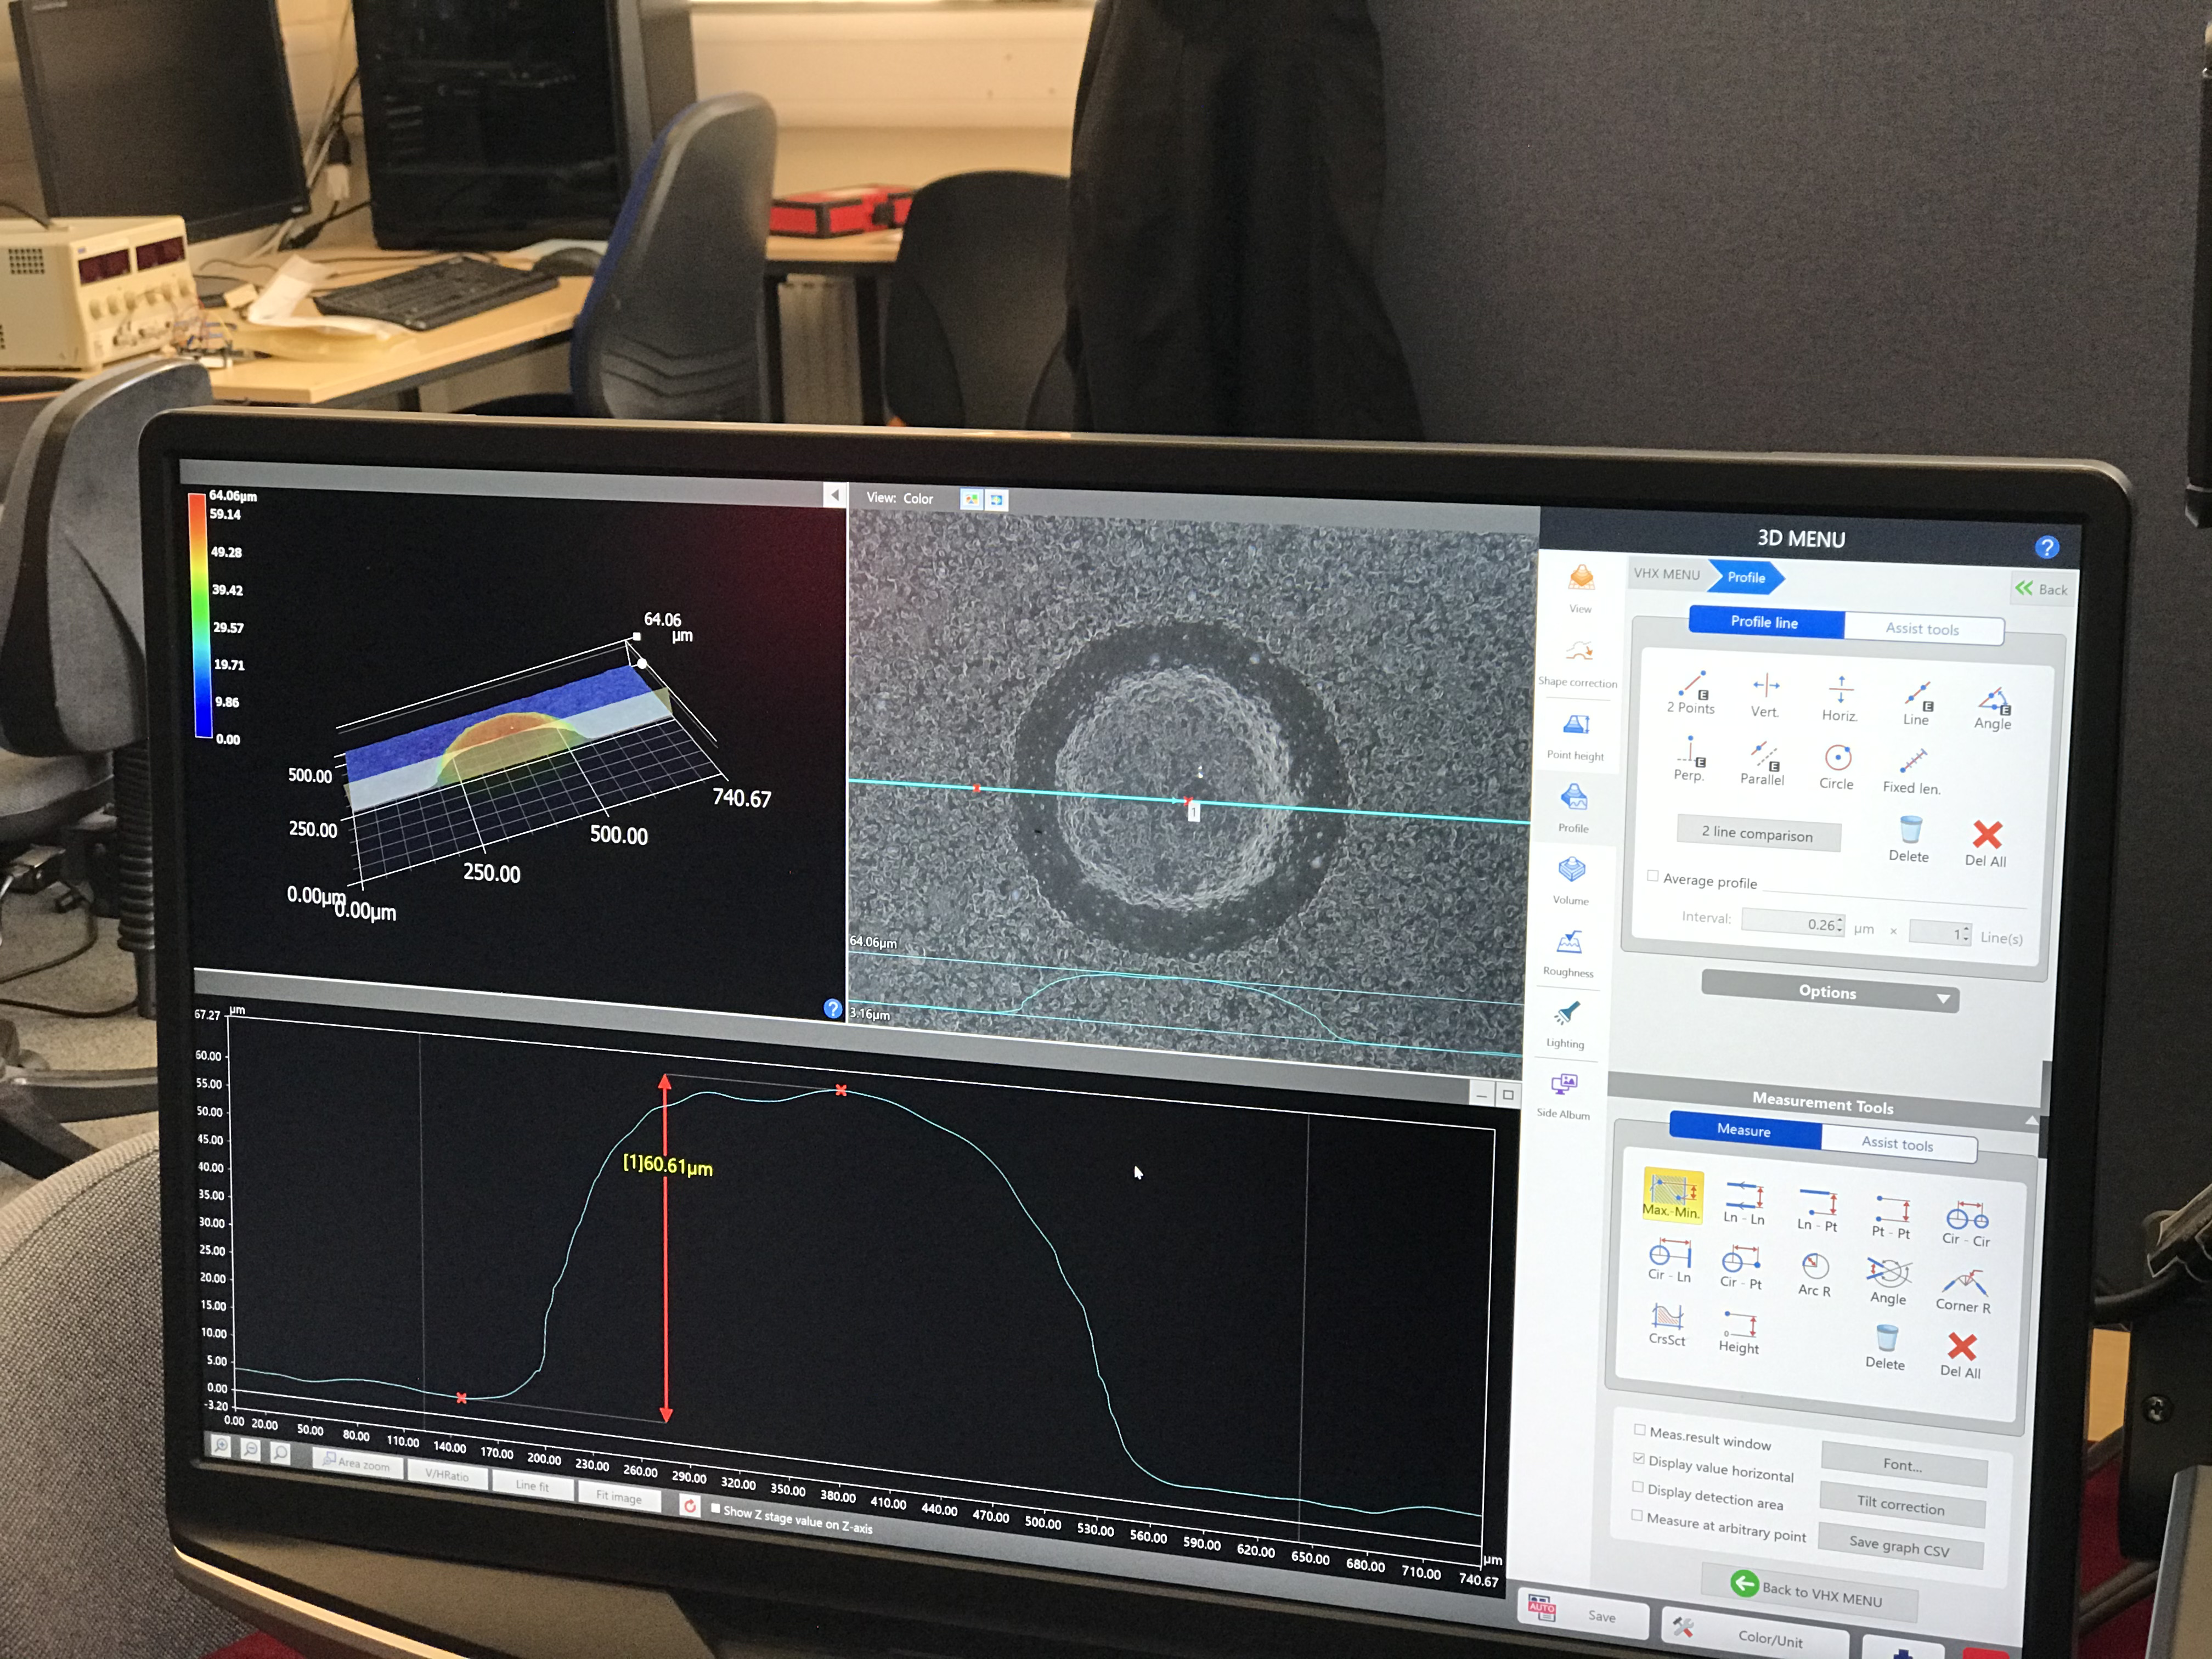 64.06µm
59.14
49.28
39.42
29.57
19.71
9.86
0.00
64.06
µm
500.00
250.00
0.00µm
0.00µm
250.00
500.00
740.67
View: Color
1
64.06µm
3.16µm
67.27
µm
60.00
55.00
50.00
45.00
40.00
35.00
30.00
25.00
20.00
15.00
10.00
5.00
0.00
-3.20
[1]60.61µm
0.00 20.00 50.00 80.00 110.00 140.00 170.00 200.00 230.00 260.00 290.00 320.00 350.00 380.00 410.00 440.00 470.00 500.00 530.00 560.00 590.00 620.00 650.00 680.00 710.00 740.67
µm
Area zoom V/HRatio Line fit Fit image Show Z stage value on Z-axis
3D MENU
?
VHX MENU Profile Back
View
Shape correction
Point height
Profile
Volume
Roughness
Lighting
Side Album
Profile line Assist tools
2 Points Vert. Horiz. Line Angle
Perp. Parallel Circle Fixed len.
2 line comparison Delete Del All
Average profile
Interval: 0.26 µm × 1 Line(s)
Options
Measurement Tools
Measure Assist tools
Max.-Min. Ln - Ln Ln - Pt Pt - Pt Cir - Cir
Cir - Ln Cir - Pt Arc R Angle Corner R
CrsSct Height Delete Del All
Meas.result window Font...
Display value horizontal
Display detection area Tilt correction
Measure at arbitrary point Save graph CSV
Back to VHX MENU
AUTO Save Color/Unit